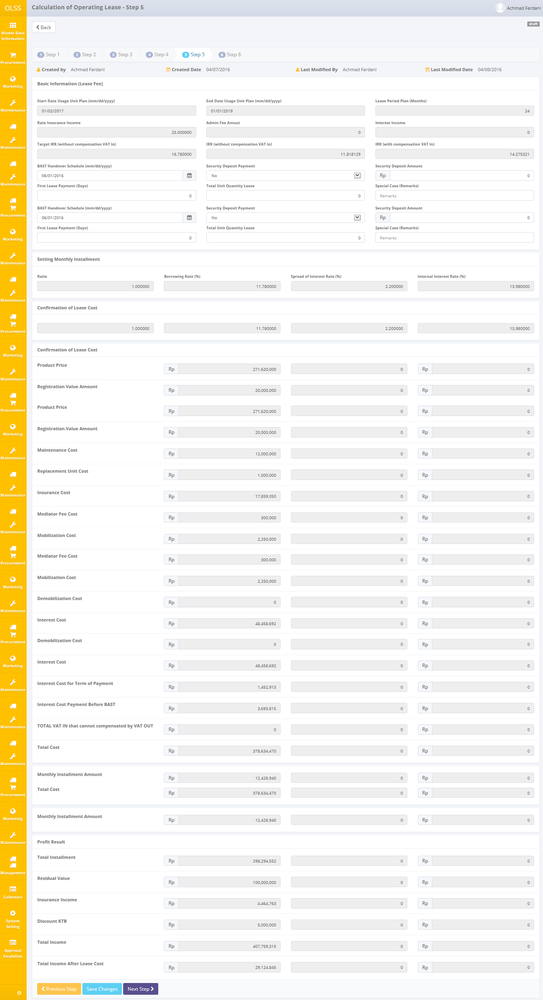 OLSS
Calculation of Operating Lease - Step 5
Achmad Fardani
Back
draft
1 Step 1
2 Step 2
3 Step 3
4 Step 4
5 Step 5
6 Step 6
Created by Achmad Fardani
Created Date 04/07/2016
Last Modified By Achmad Fardani
Last Modified Date 04/08/2016
Basic Information (Lease Fee)
Start Date Usage Unit Plan (mm/dd/yyyy)
End Date Usage Unit Plan (mm/dd/yyyy)
Lease Period Plan (Months)
01/02/2017
01/01/2019
24
Rate Insurance Income
Admin Fee Amout
Interest Income
25.000000
0
0
Target IRR (without compensation VAT In)
IRR (without compensation VAT In)
IRR (with compensation VAT In)
16.780000
11.818129
14.275321
BAST Handover Schedule (mm/dd/yyyy)
Security Deposit Payment
Security Deposit Amount
06/01/2016
No
Rp 0
First Lease Payment (Days)
Total Unit Quantity Lease
Special Case (Remarks)
0
0
Remarks
BAST Handover Schedule (mm/dd/yyyy)
Security Deposit Payment
Security Deposit Amount
06/01/2016
No
Rp 0
First Lease Payment (Days)
Total Unit Quantity Lease
Special Case (Remarks)
0
0
Remarks
Setting Monthly Installment
Ratio
Borrowing Rate (%)
Spread of Interest Rate (%)
Internal Interest Rate (%)
1.000000
11.780000
2.200000
13.980000
Confirmation of Lease Cost
1.000000
11.780000
2.200000
13.980000
Confirmation of Lease Cost
Product Price Rp 271,620,000 0 Rp 0
Registration Value Amount Rp 20,000,000 0 Rp 0
Product Price Rp 271,620,000 0 Rp 0
Registration Value Amount Rp 20,000,000 0 Rp 0
Maintenance Cost Rp 12,000,000 0 Rp 0
Replacement Unit Cost Rp 1,000,000 0 Rp 0
Insurance Cost Rp 17,859,050 0 Rp 0
Mediator Fee Cost Rp 300,000 0 Rp 0
Mobilization Cost Rp 2,250,000 0 Rp 0
Mediator Fee Cost Rp 300,000 0 Rp 0
Mobilization Cost Rp 2,250,000 0 Rp 0
Demobilization Cost Rp 0 0 Rp 0
Interest Cost Rp 48,458,692 0 Rp 0
Demobilization Cost Rp 0 0 Rp 0
Interest Cost Rp 48,458,692 0 Rp 0
Interest Cost for Term of Payment Rp 1,452,913 0 Rp 0
Interest Cost Payment Before BAST Rp 3,693,815 0 Rp 0
TOTAL VAT IN that cannot compensated by VAT OUT Rp 0 0 Rp 0
Total Cost Rp 378,634,470 0 Rp 0
Monthly Installment Amount Rp 12,428,940 0 Rp 0
Total Cost Rp 378,634,470 0 Rp 0
Monthly Installment Amount Rp 12,428,940 0 Rp 0
Profit Result
Total Installment Rp 298,294,552 0 Rp 0
Residual Value Rp 100,000,000 0 Rp 0
Insurance Income Rp 4,464,763 0 Rp 0
Discount KTB Rp 5,000,000 0 Rp 0
Total Income Rp 407,759,315 0 Rp 0
Total Income After Lease Cost Rp 29,124,845 0 Rp 0
Previous Step
Save Changes
Next Step
Master Data
Information
Procurement
Marketing
Maintenance
Maintenance
Maintenance
Procurement
Marketing
Maintenance
Maintenance
Procurement
Marketing
Maintenance
Procurement
Marketing
Maintenance
Maintenance
Maintenance
Procurement
Marketing
Maintenance
Procurement
Marketing
Maintenance
Maintenance
Maintenance
Procurement
Marketing
Maintenance
Management
Collection
System
Setting
Approval
Escalation